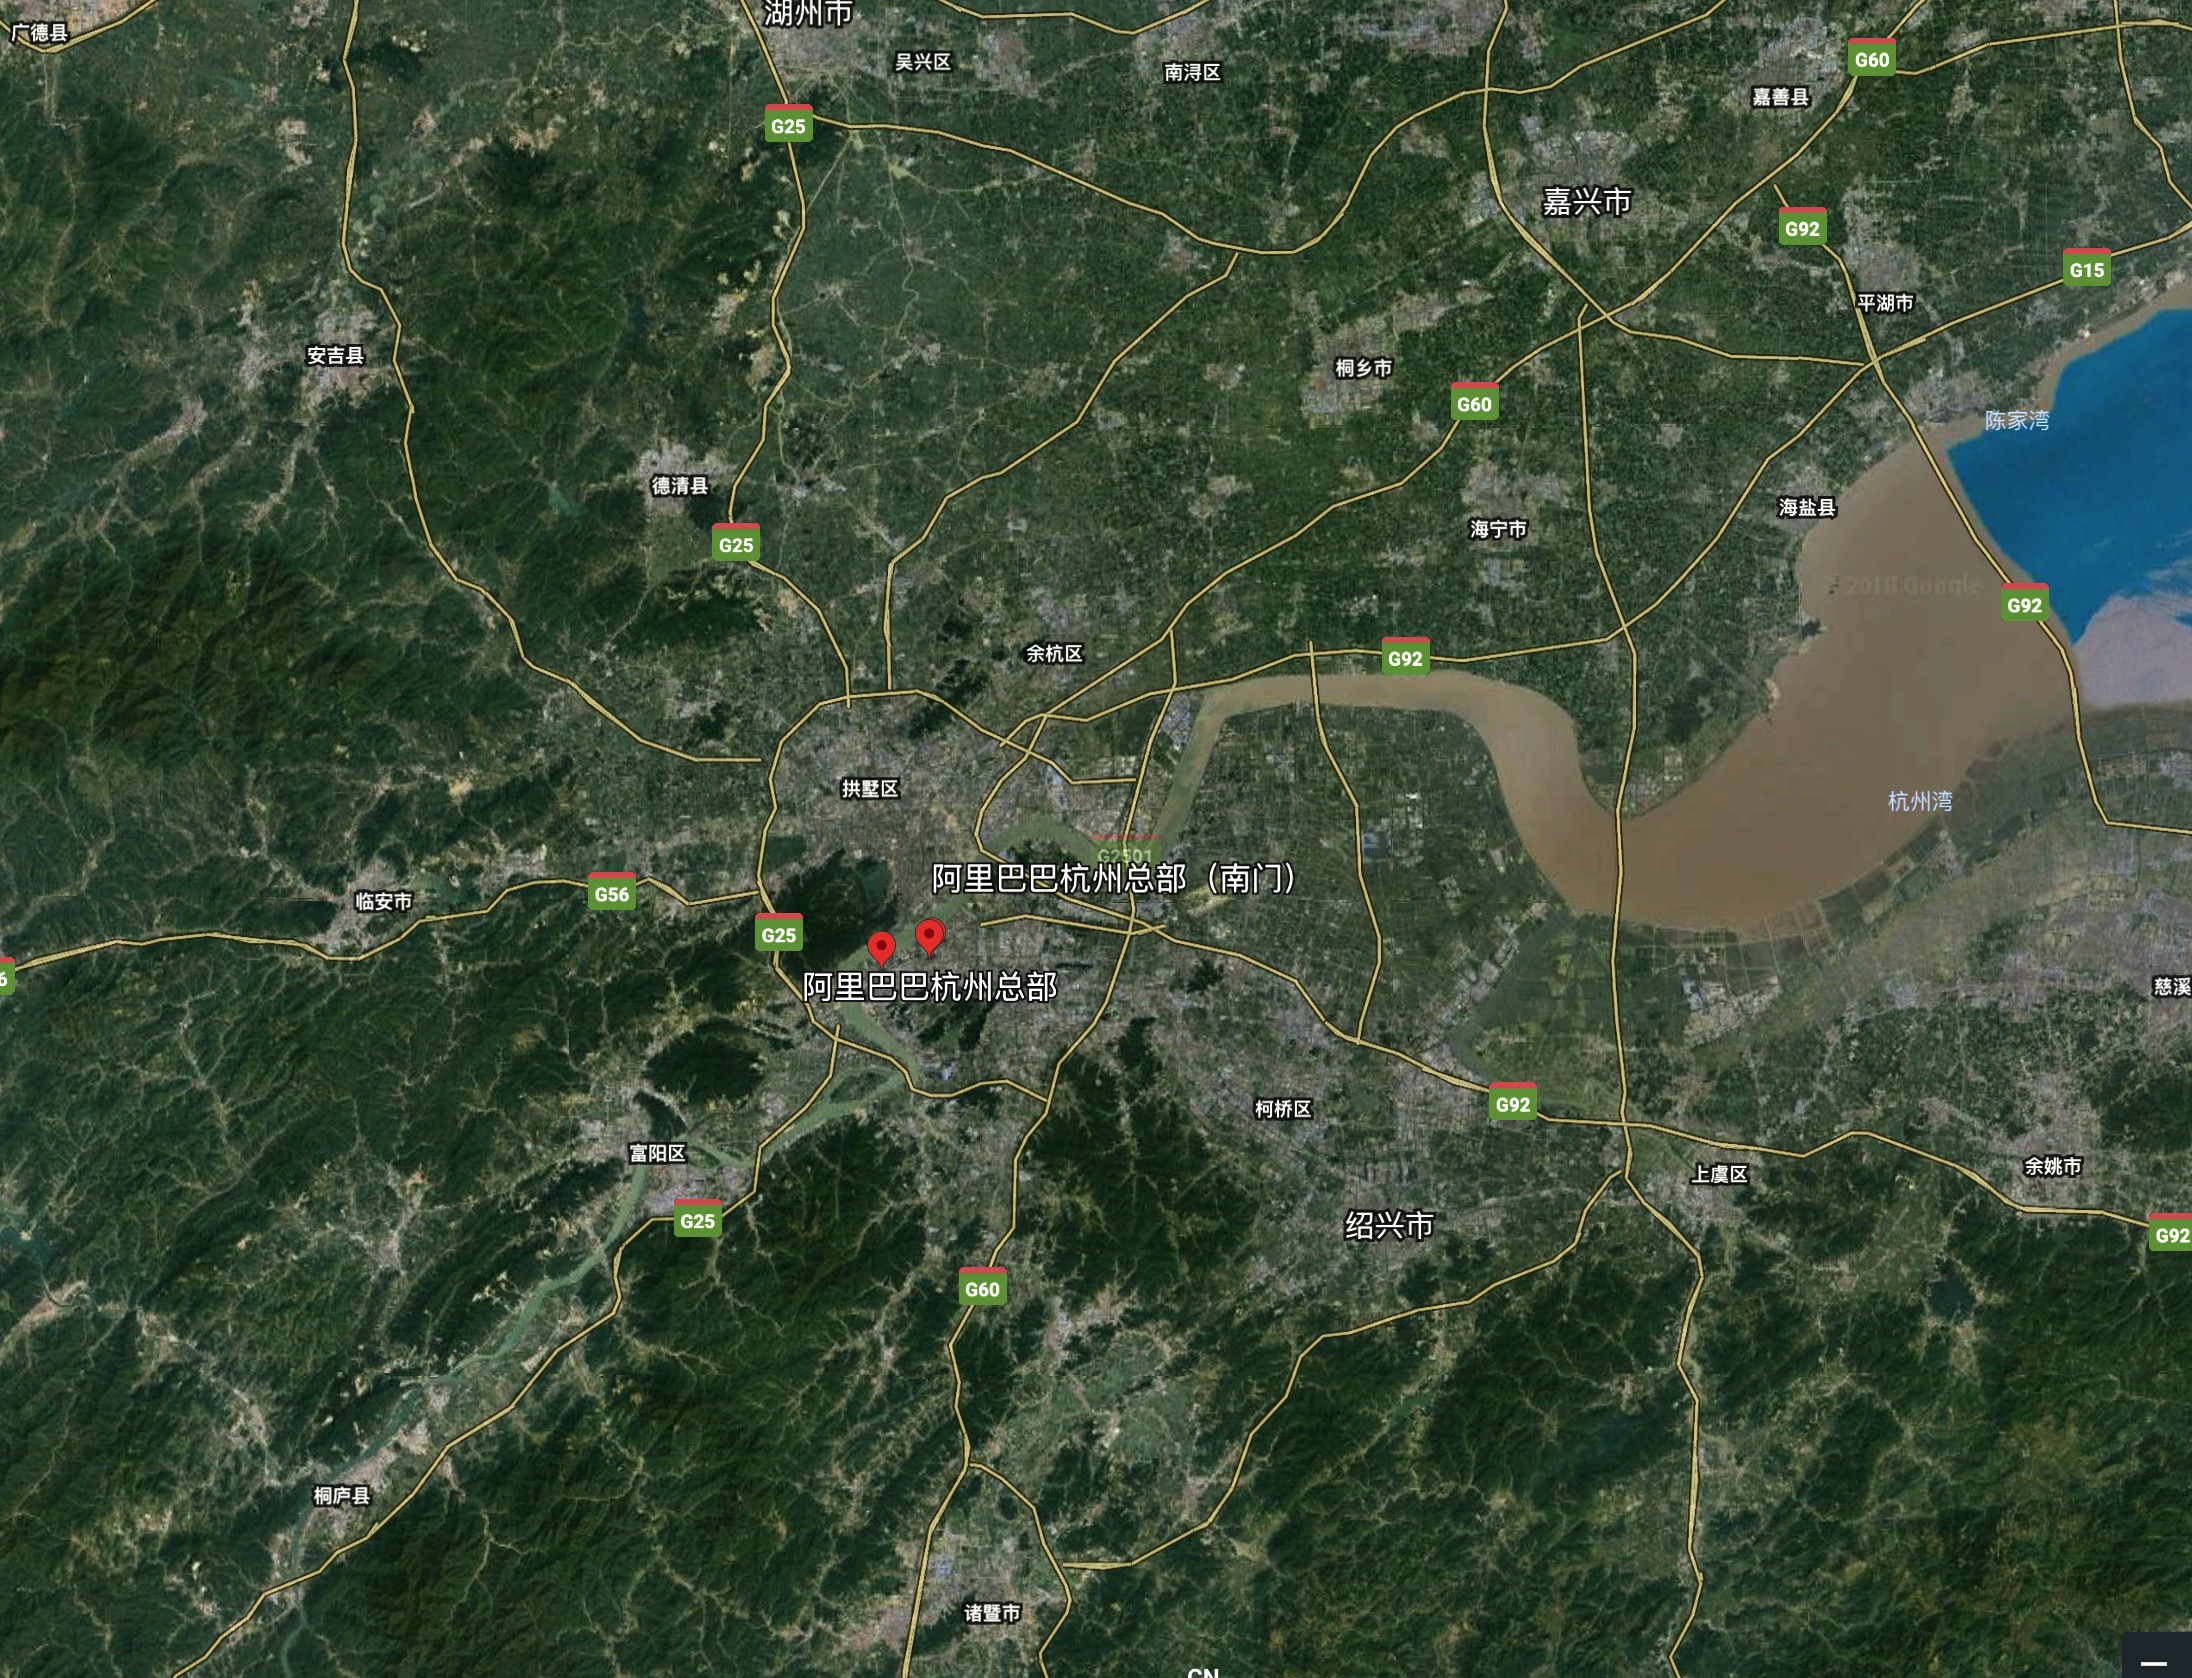 湖州市
广德县
吴兴区
南浔区
G60
嘉善县
G25
嘉兴市
G92
G15
平湖市
安吉县
桐乡市
G60
陈家湾
德清县
海盐县
海宁市
G25
2018 Google
G92
余杭区
G92
拱墅区
杭州湾
G2501
阿里巴巴杭州总部（南门）
G56
临安市
G25
6
阿里巴巴杭州总部
慈溪
G92
柯桥区
富阳区
余姚市
上虞区
G25
绍兴市
G92
G60
桐庐县
诸暨市
CN